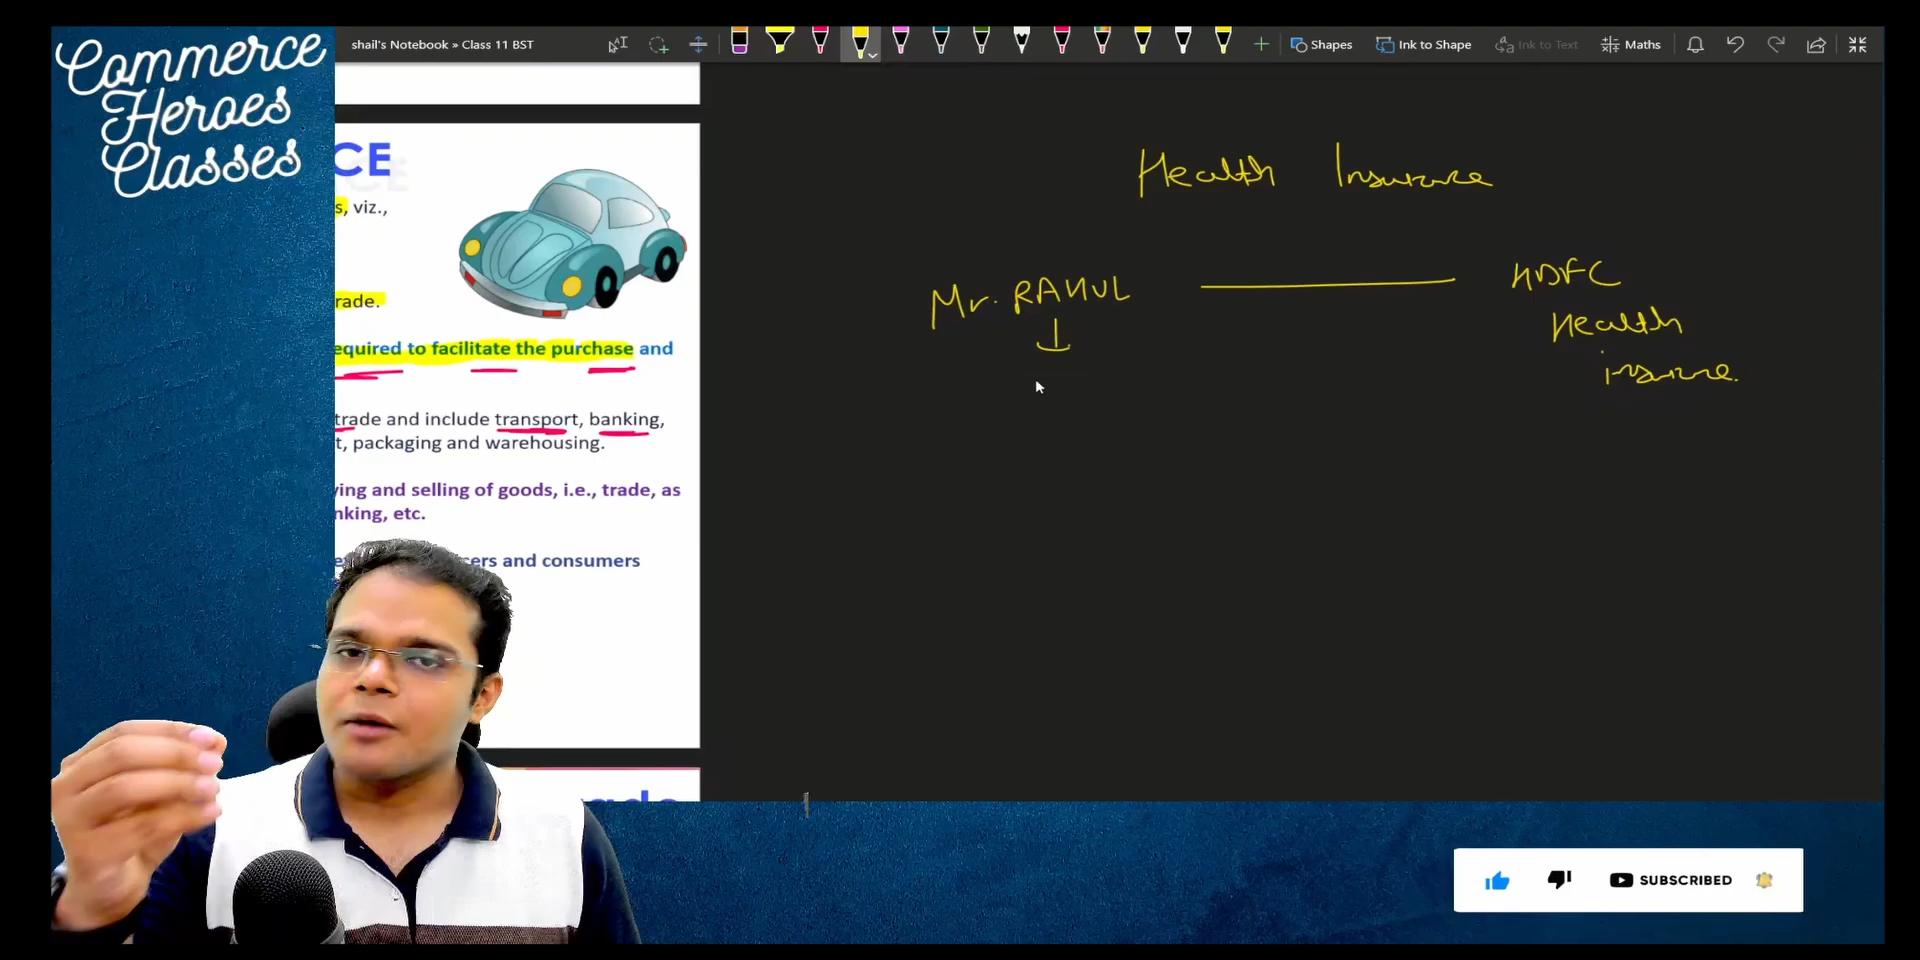 Commerce
Heroes
Classes
shail's Notebook » Class 11 BST
Shapes
Ink to Shape
Ink to Text
Maths
CE
s, viz.,
rade.
equired to facilitate the purchase and
trade and include transport, banking,
t, packaging and warehousing.
ying and selling of goods, i.e., trade, as
nking, etc.
cers and consumers
Health Insurance
Mr. RAHUL
HDFC
Health
insurance.
SUBSCRIBED